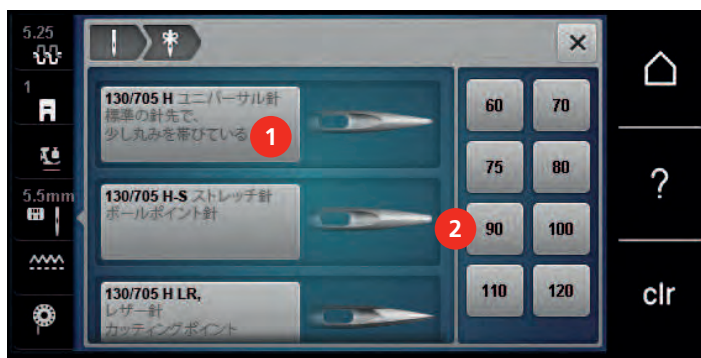 5.25
1
5.5mm
130/705 H ユニバーサル針
標準の針先で、
少し丸みを帯びている
1
130/705 H-S ストレッチ針
ボールポイント針
130/705 H LR,
レザー針
カッティングポイント
60 70
75 80
2
90 100
110 120
?
clr